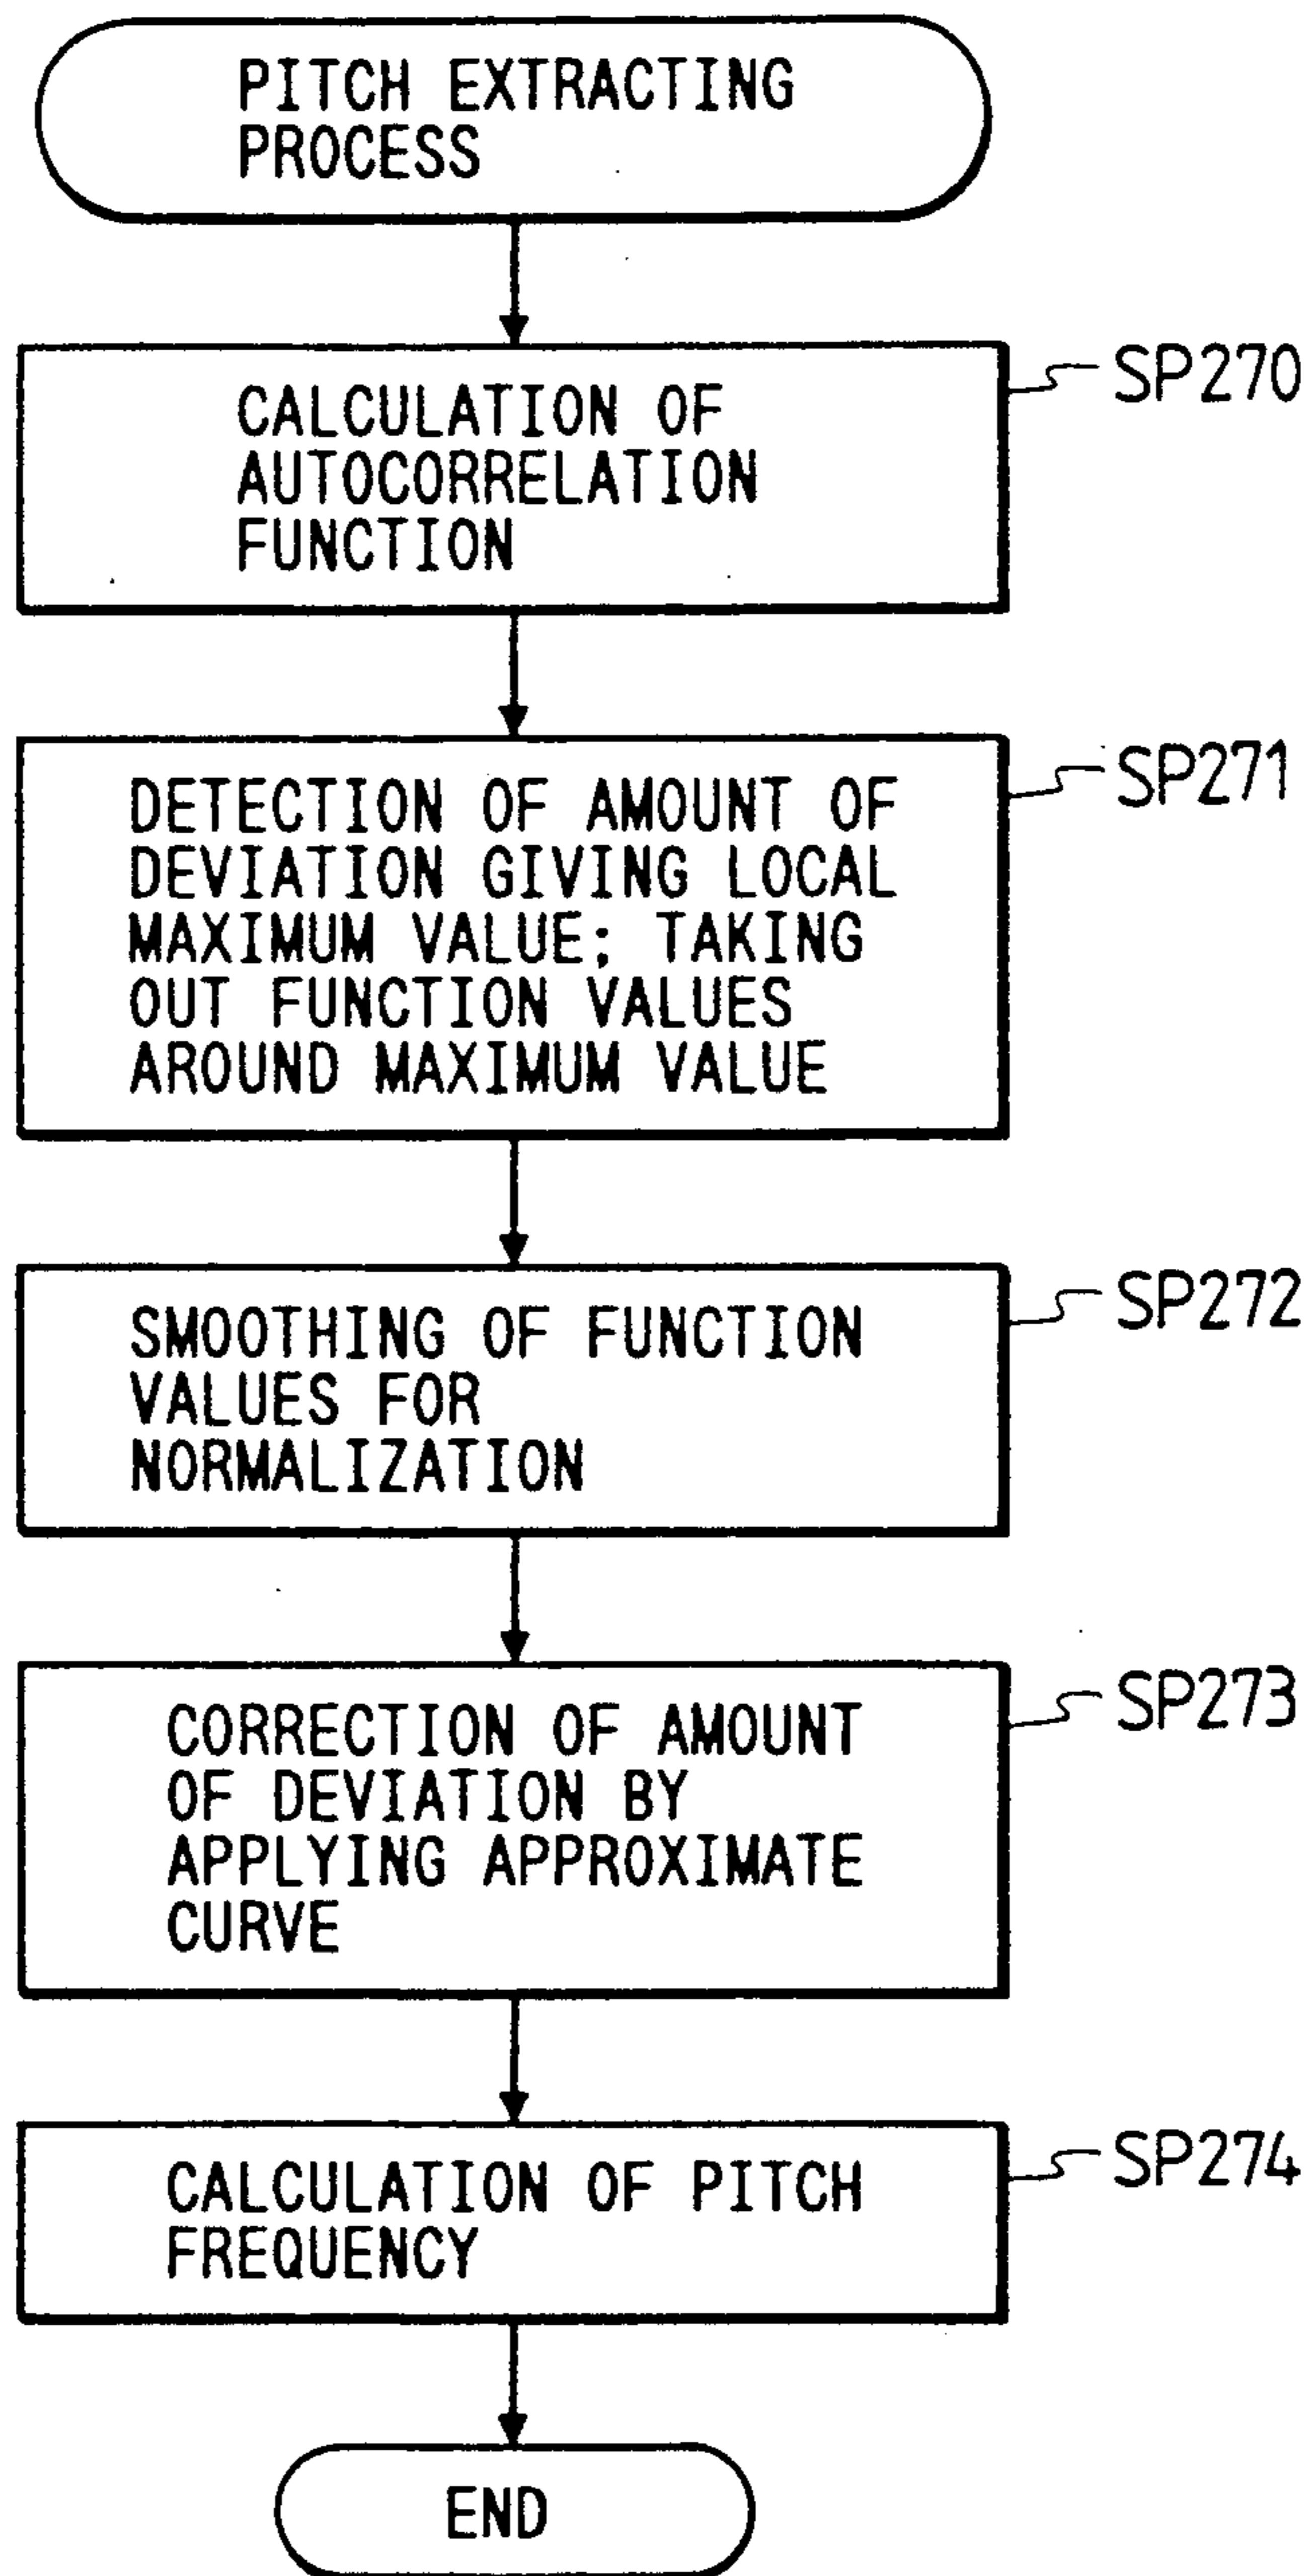 PITCH EXTRACTING
PROCESS
CALCULATION OF
AUTOCORRELATION
FUNCTION
SP270
DETECTION OF AMOUNT OF
DEVIATION GIVING LOCAL
MAXIMUM VALUE; TAKING
OUT FUNCTION VALUES
AROUND MAXIMUM VALUE
SP271
SMOOTHING OF FUNCTION
VALUES FOR
NORMALIZATION
SP272
CORRECTION OF AMOUNT
OF DEVIATION BY
APPLYING APPROXIMATE
CURVE
SP273
CALCULATION OF PITCH
FREQUENCY
SP274
END